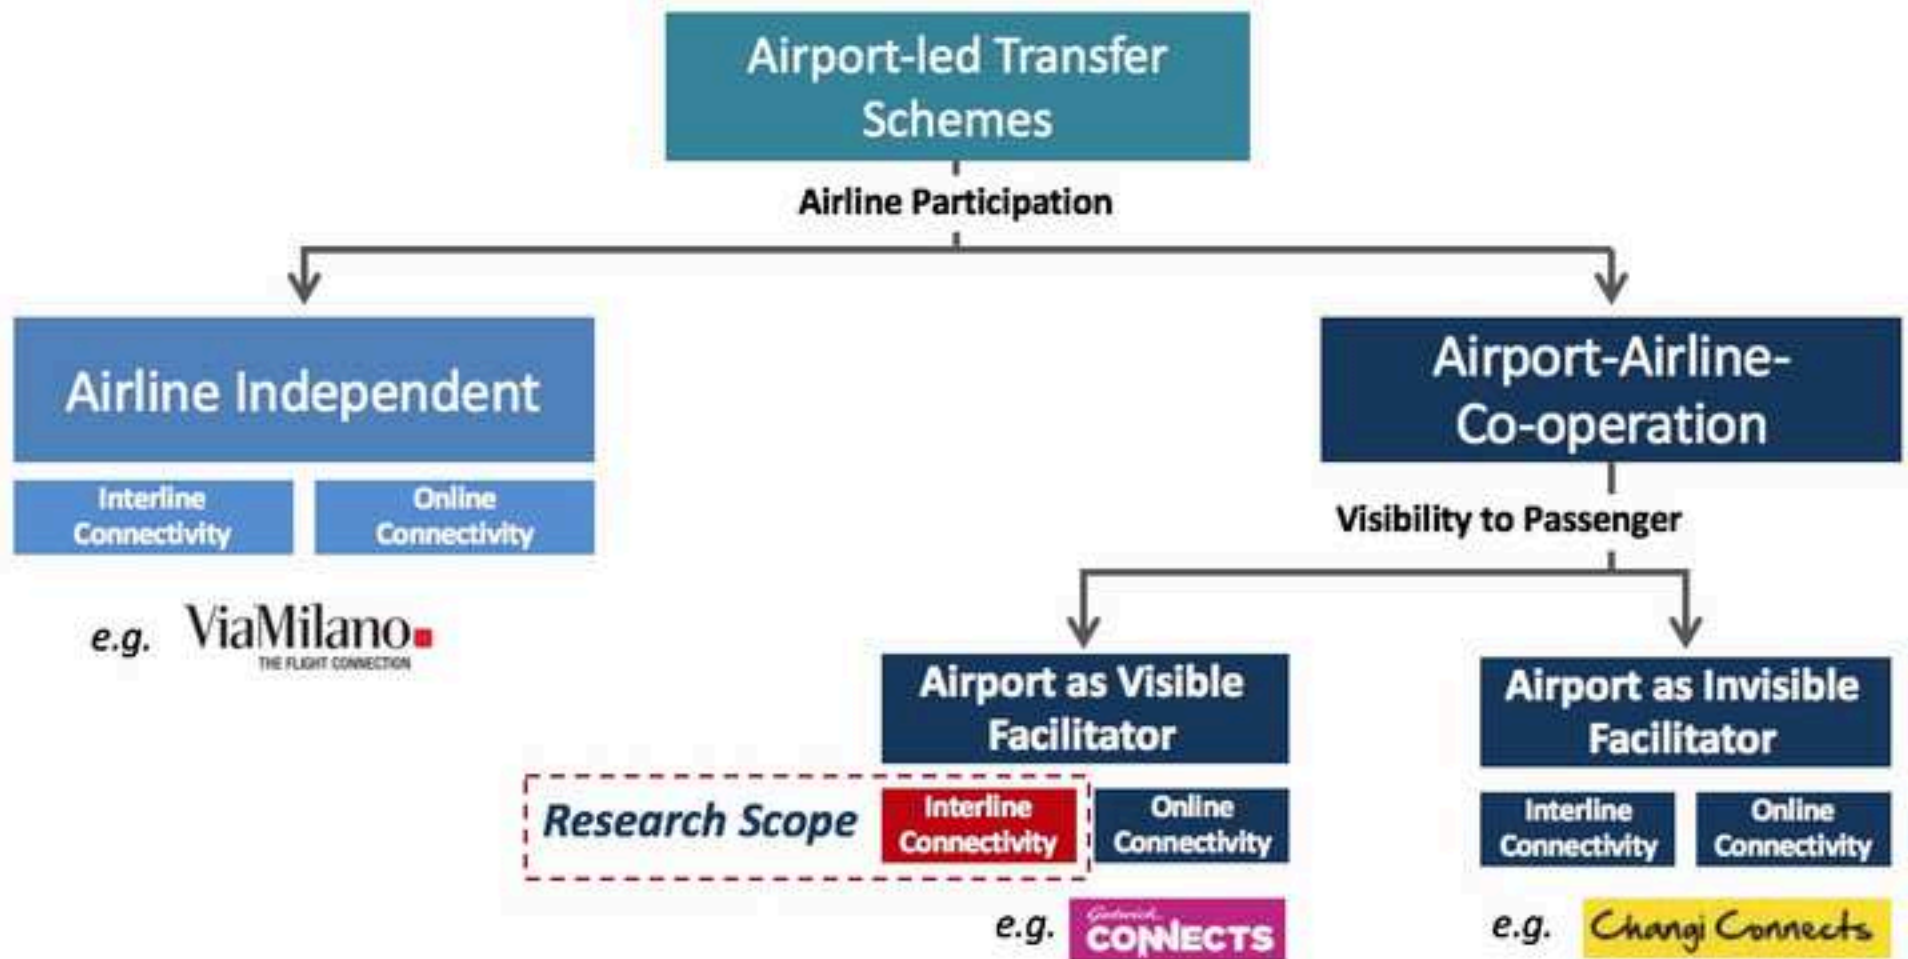 Airport-led Transfer
Schemes
Airline Participation
Airline Independent
Interline
Connectivity
Online
Connectivity
e.g.
ViaMilano
THE FLIGHT CONNECTION
Airport-Airline-
Co-operation
Visibility to Passenger
Airport as Visible
Facilitator
Research Scope
Interline
Connectivity
Online
Connectivity
e.g.
Gatwick
CONNECTS
Airport as Invisible
Facilitator
Interline
Connectivity
Online
Connectivity
e.g.
Changi Connects